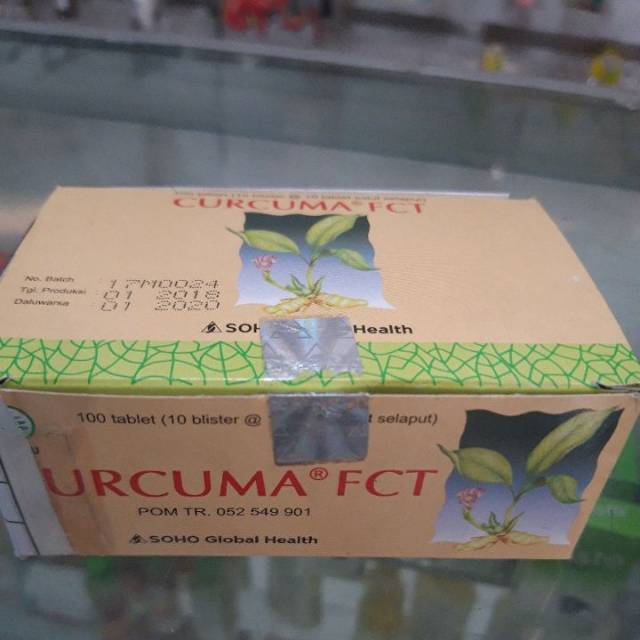 CURCUMA® FCT
No. Batch 17M0024
Tgl. Produksi 01 2018
Daluwarsa 01 2020
Health
100 tablet (10 blister @ selaput)
URCUMA® FCT
POM TR. 052 549 901
SOHO Global Health